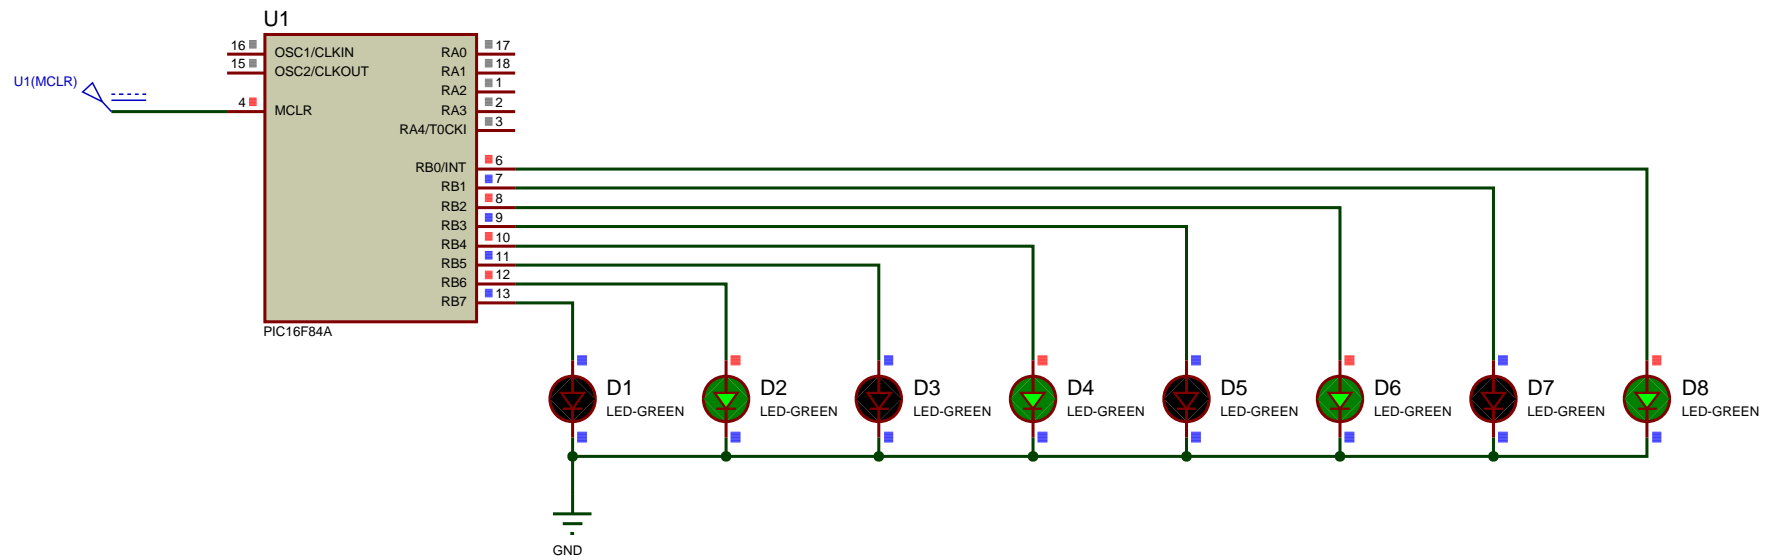 U1
16 OSC1/CLKIN RA0 17
15 OSC2/CLKOUT RA1 18
U1(MCLR) RA2 1
4 MCLR RA3 2
RA4/T0CKI 3
RB0/INT 6
RB1 7
RB2 8
RB3 9
RB4 10
RB5 11
RB6 12
RB7 13
PIC16F84A
D1 D2 D3 D4 D5 D6 D7 D8
LED-GREEN LED-GREEN LED-GREEN LED-GREEN LED-GREEN LED-GREEN LED-GREEN LED-GREEN
GND